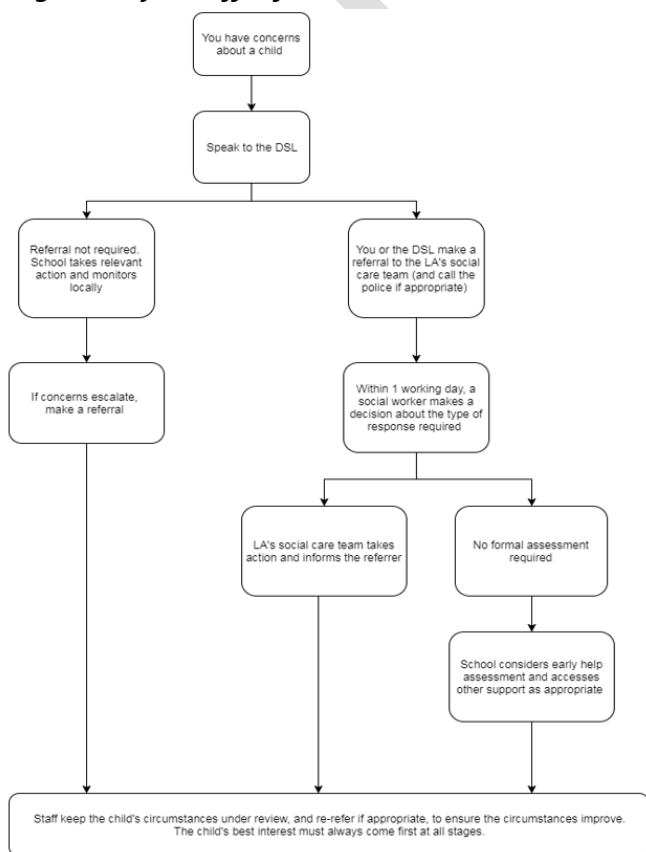 You have concerns
about a child
Speak to the DSL
Referral not required.
School takes relevant
action and monitors
locally
You or the DSL make a
referral to the LA's social
care team (and call the
police if appropriate)
If concerns escalate,
make a referral
Within 1 working day, a
social worker makes a
decision about the type of
response required
LA's social care team takes
action and informs the referrer
No formal assessment
required
School considers early help
assessment and accesses
other support as appropriate
Staff keep the child's circumstances under review, and re-refer if appropriate, to ensure the circumstances improve.
The child's best interest must always come first at all stages.